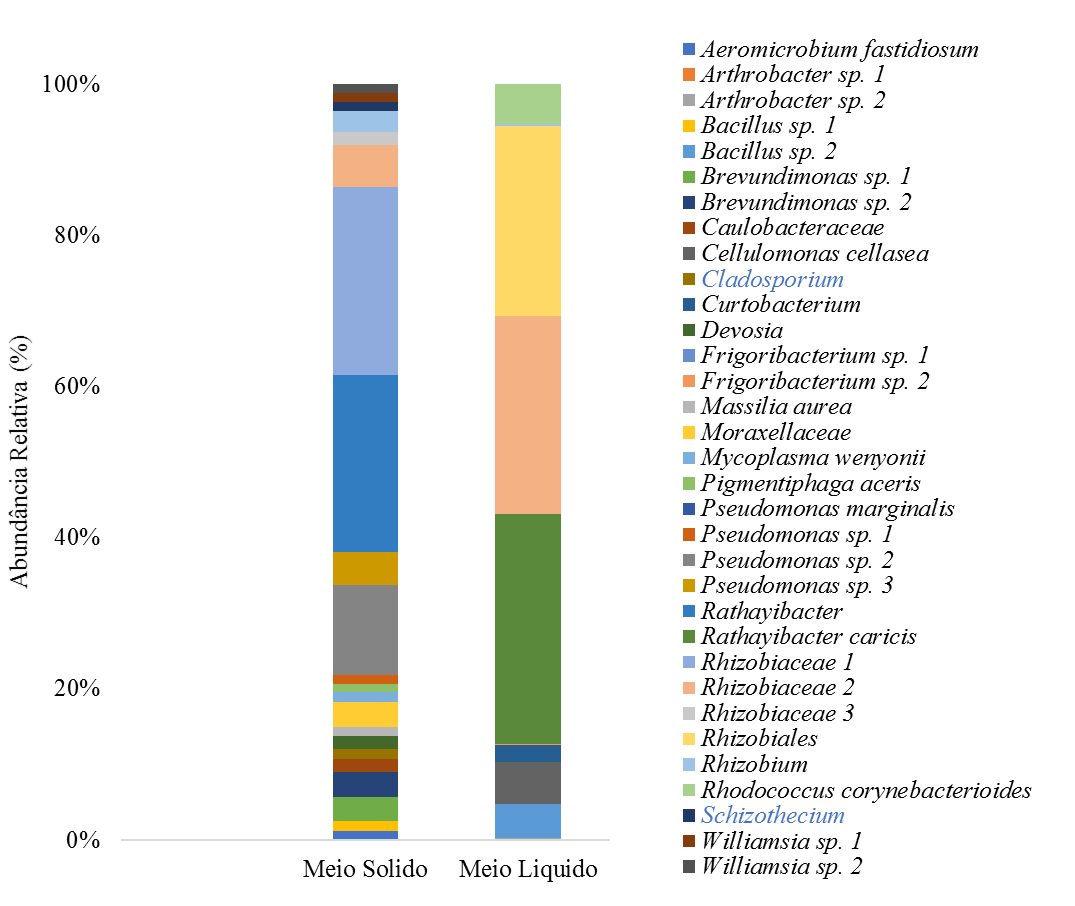 Abundância Relativa (%)
100%
80%
60%
40%
20%
0%
Meio Solido
Meio Liquido
Aeromicrobium fastidiosum
Arthrobacter sp. 1
Arthrobacter sp. 2
Bacillus sp. 1
Bacillus sp. 2
Brevundimonas sp. 1
Brevundimonas sp. 2
Caulobacteraceae
Cellulomonas cellasea
Cladosporium
Curtobacterium
Devosia
Frigoribacterium sp. 1
Frigoribacterium sp. 2
Massilia aurea
Moraxellaceae
Mycoplasma wenyonii
Pigmentiphaga aceris
Pseudomonas marginalis
Pseudomonas sp. 1
Pseudomonas sp. 2
Pseudomonas sp. 3
Rathayibacter
Rathayibacter caricis
Rhizobiaceae 1
Rhizobiaceae 2
Rhizobiaceae 3
Rhizobiales
Rhizobium
Rhodococcus corynebacterioides
Schizothecium
Williamsia sp. 1
Williamsia sp. 2